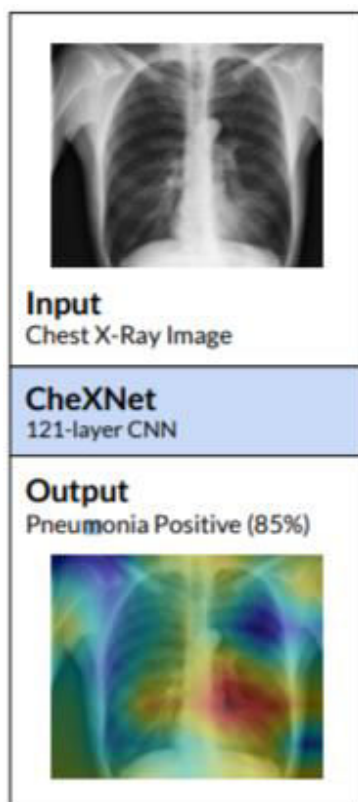 Input
Chest X-Ray Image
CheXNet
121-layer CNN
Output
Pneumonia Positive (85%)